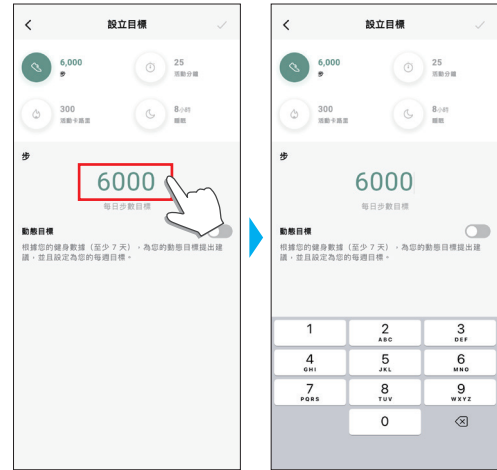 設立目標
6,000
步
25
活動分鐘
300
活動卡路里
8小時
睡眠
步
6000
每日步數目標
動態目標
根據您的健身數據（至少 7 天），為您的動態目標提出建
議，並且設定為您的每週目標。
設立目標
6,000
步
25
活動分鐘
300
活動卡路里
8小時
睡眠
步
6000
每日步數目標
動態目標
根據您的健身數據（至少 7 天），為您的動態目標提出建
議，並且設定為您的每週目標。
1
2
ABC
3
DEF
4
GHI
5
JKL
6
MNO
7
PQRS
8
TUV
9
WXYZ
0